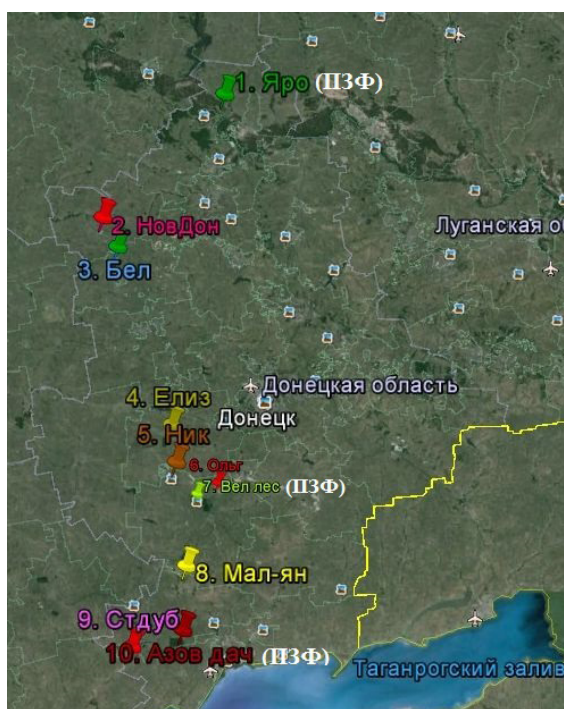 1. Яро (ПЗФ)
2. НовДон
Луганская об
3. Бел
Донецкая область
4. Елиз
Донецк
5. Ник
6. Ольг
7. Вел лес (ПЗФ)
8. Мал-ян
9. Стдуб
10. Азов дач (ПЗФ)
Таганрогский залив